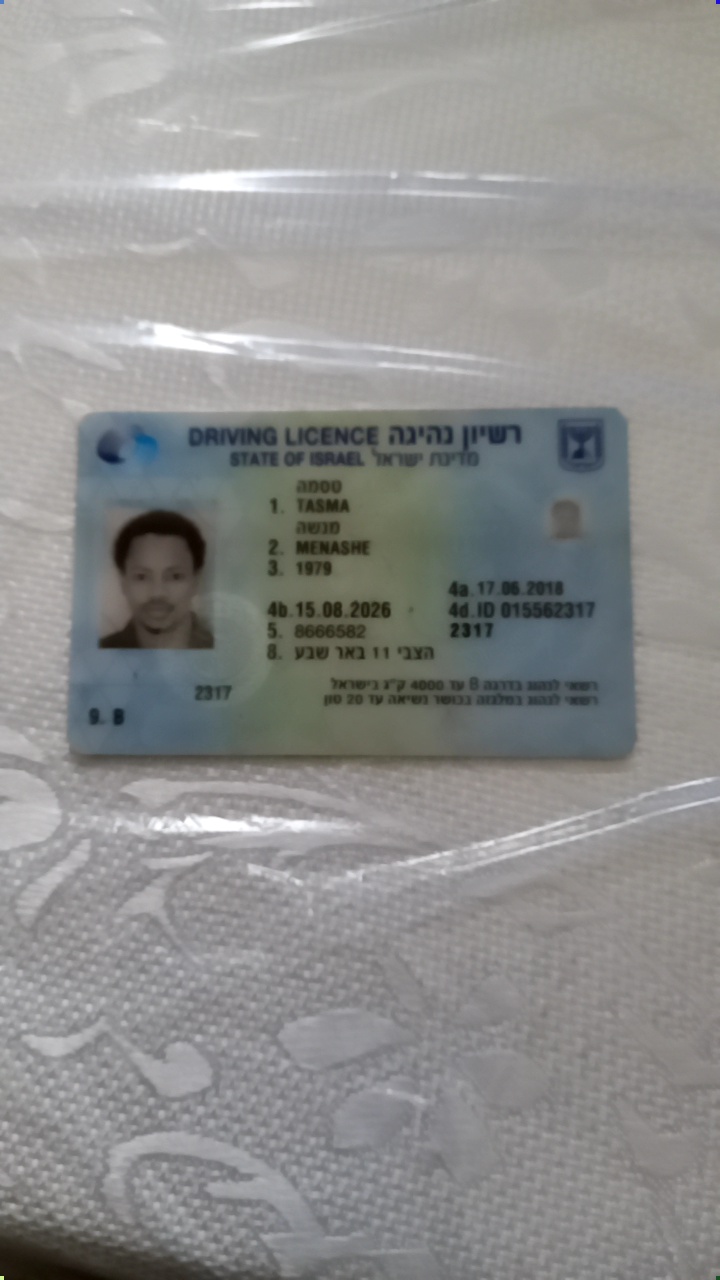 DRIVING LICENCE רשיון נהיגה
STATE OF ISRAEL מדינת ישראל
טסמה
1. TASMA
מנשה
2. MENASHE
3. 1979
4a. 17.06.2018
4b. 15.08.2026
4d. ID 015562317
5. 8666582
2317
8. הצבי 11 באר שבע
רשאי לנהוג בדרגה B עד 4000 ק"ג בישראל
2317
רשאי לנהוג בטלגזה בכושר נשיאה עד 20 טון
9. B